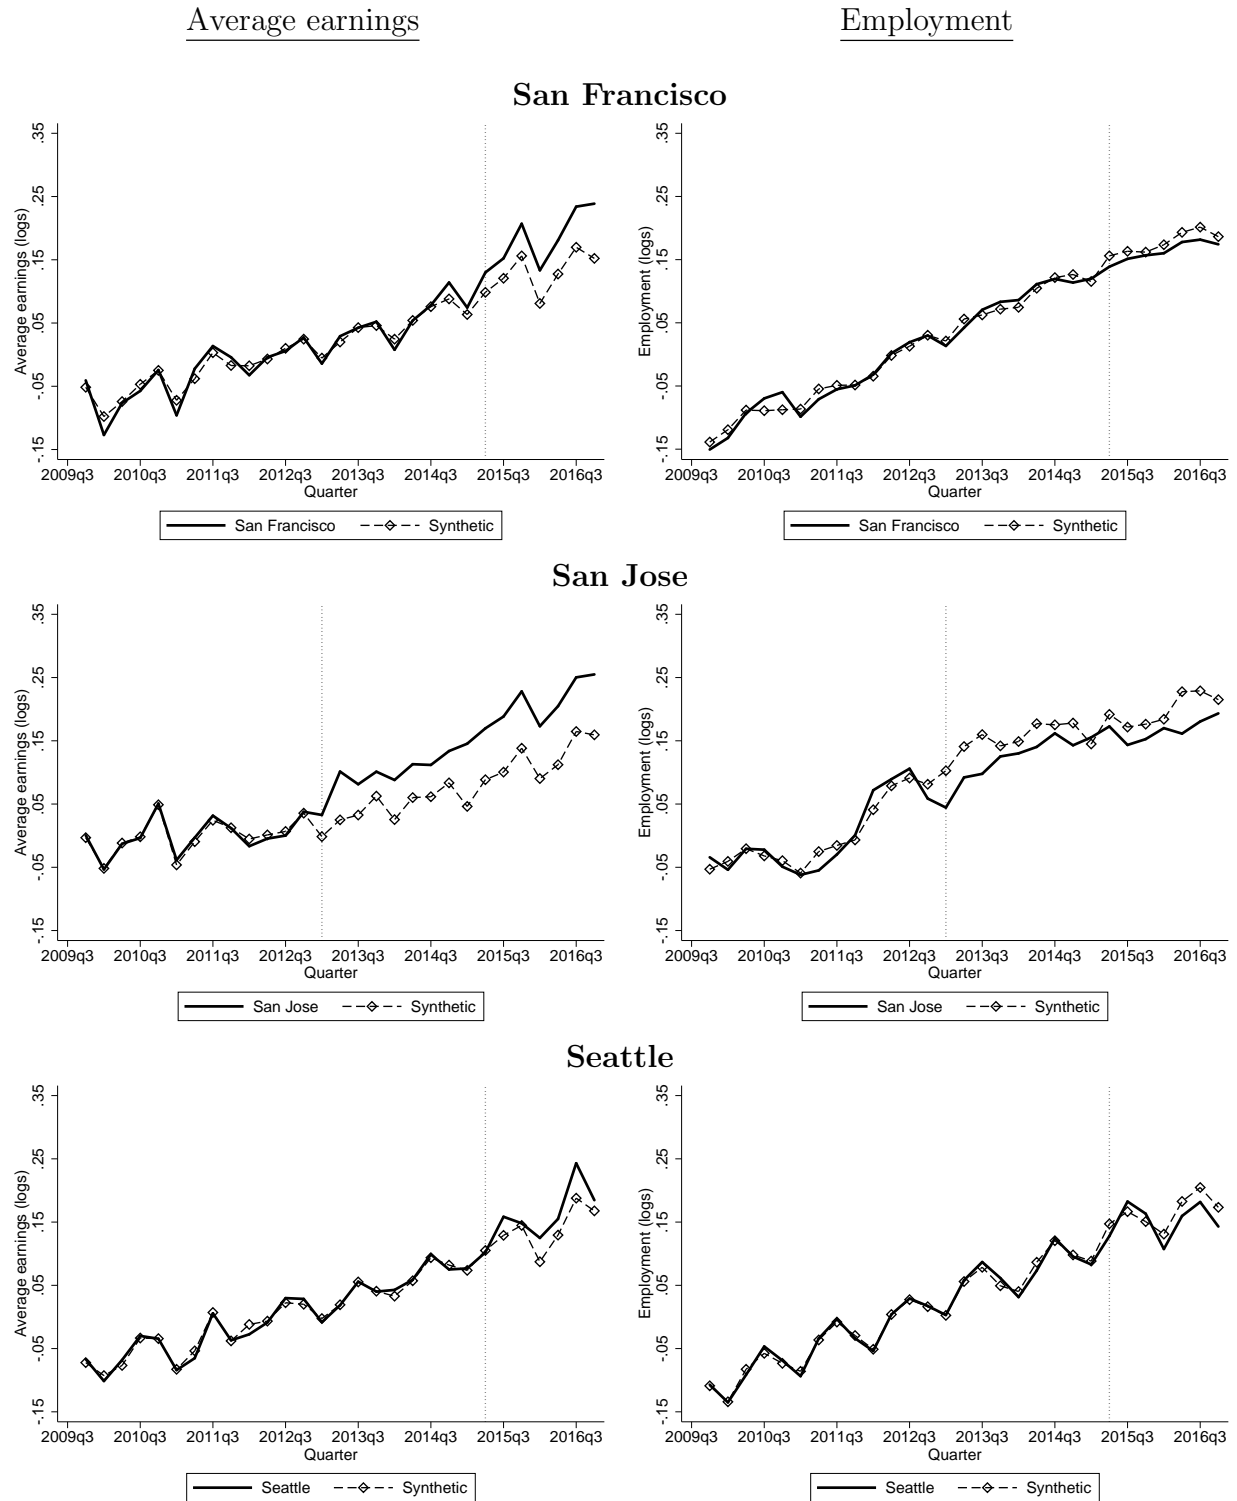 Average earnings
Employment
San Francisco
Average earnings (logs)
.35
.25
.15
.05
-.05
-.15
2009q3 2010q3 2011q3 2012q3 2013q3 2014q3 2015q3 2016q3
Quarter
San Francisco Synthetic
Employment (logs)
.35
.25
.15
.05
-.05
-.15
2009q3 2010q3 2011q3 2012q3 2013q3 2014q3 2015q3 2016q3
Quarter
San Francisco Synthetic
San Jose
Average earnings (logs)
.35
.25
.15
.05
-.05
-.15
2009q3 2010q3 2011q3 2012q3 2013q3 2014q3 2015q3 2016q3
Quarter
San Jose Synthetic
Employment (logs)
.35
.25
.15
.05
-.05
-.15
2009q3 2010q3 2011q3 2012q3 2013q3 2014q3 2015q3 2016q3
Quarter
San Jose Synthetic
Seattle
Average earnings (logs)
.35
.25
.15
.05
-.05
-.15
2009q3 2010q3 2011q3 2012q3 2013q3 2014q3 2015q3 2016q3
Quarter
Seattle Synthetic
Employment (logs)
.35
.25
.15
.05
-.05
-.15
2009q3 2010q3 2011q3 2012q3 2013q3 2014q3 2015q3 2016q3
Quarter
Seattle Synthetic